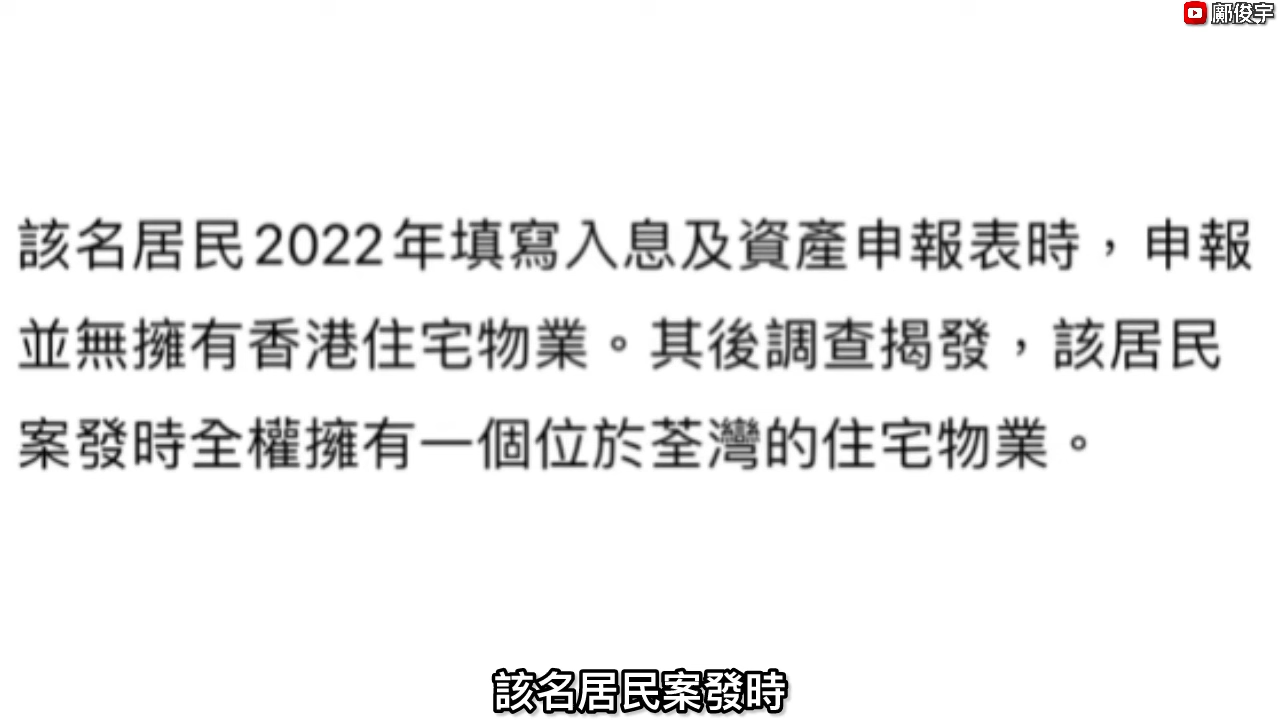 鄺俊宇
該名居民2022年填寫入息及資產申報表時，申報
並無擁有香港住宅物業。其後調查揭發，該居民
案發時全權擁有一個位於荃灣的住宅物業。
該名居民案發時